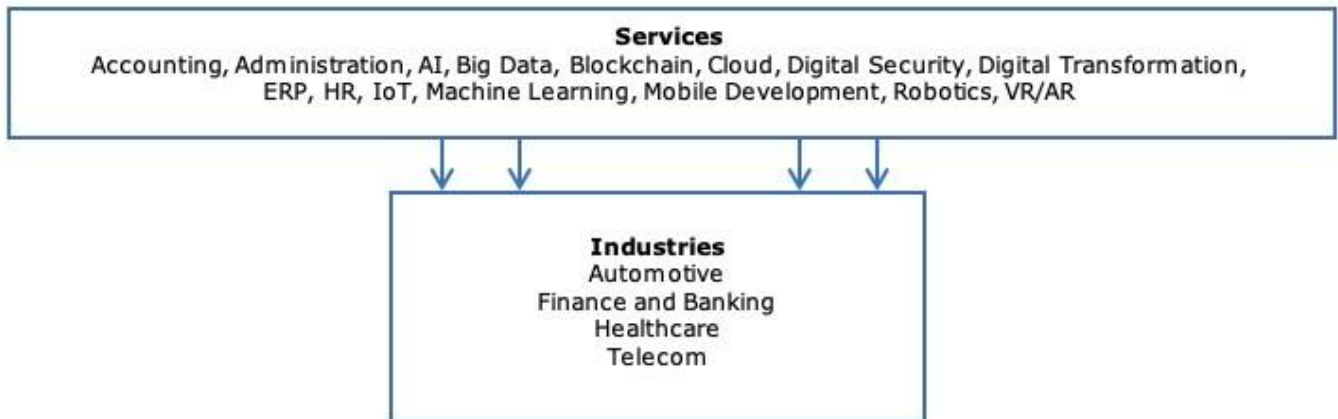 Services
Accounting, Administration, AI, Big Data, Blockchain, Cloud, Digital Security, Digital Transformation,
ERP, HR, IoT, Machine Learning, Mobile Development, Robotics, VR/AR
Industries
Automotive
Finance and Banking
Healthcare
Telecom